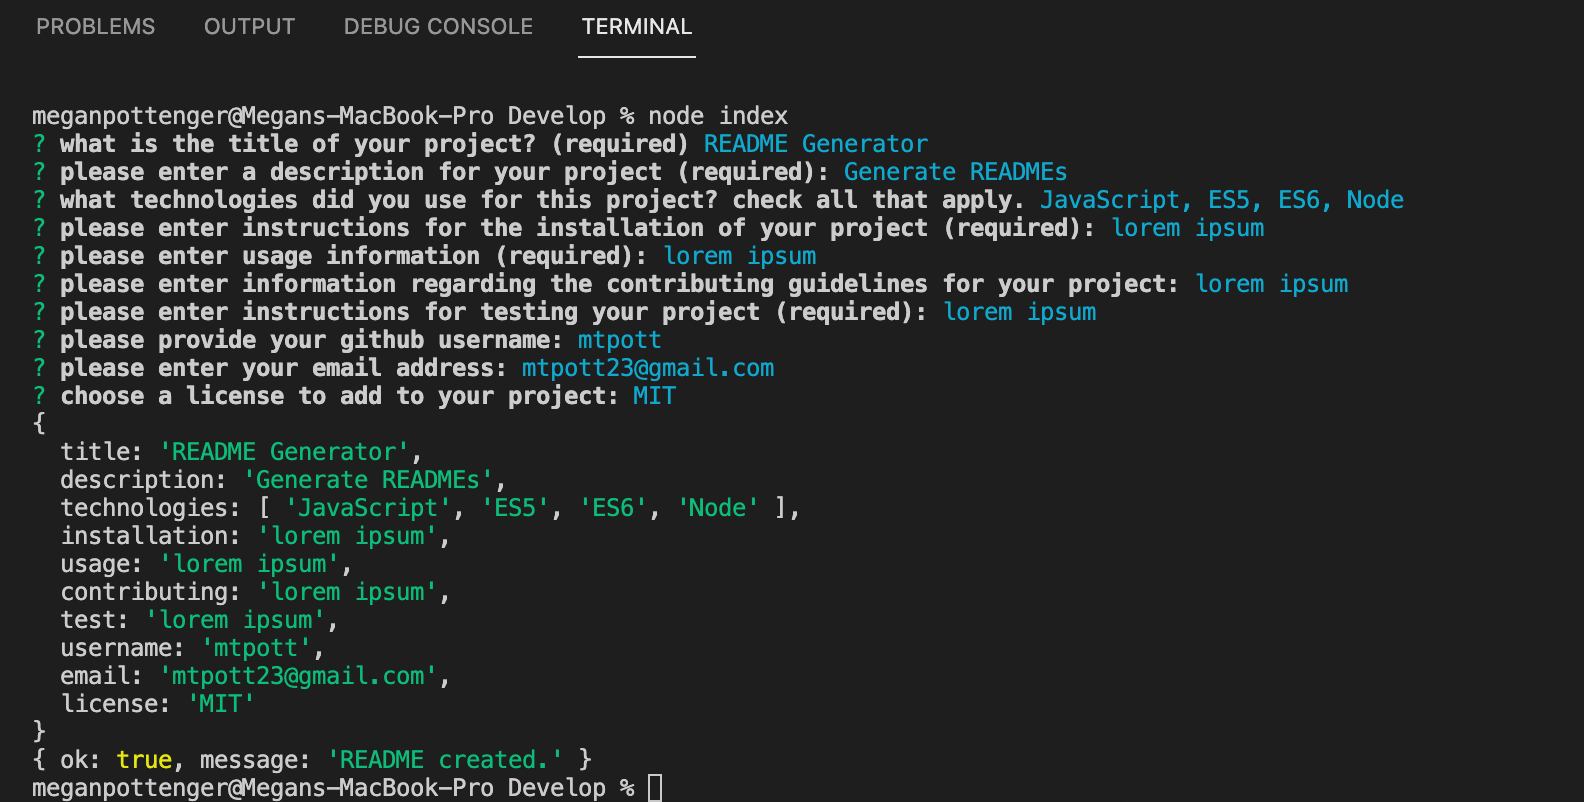 PROBLEMS OUTPUT DEBUG CONSOLE TERMINAL
meganpottenger@Megans-MacBook-Pro Develop % node index
? what is the title of your project? (required) README Generator
? please enter a description for your project (required): Generate READMEs
? what technologies did you use for this project? check all that apply. JavaScript, ES5, ES6, Node
? please enter instructions for the installation of your project (required): lorem ipsum
? please enter usage information (required): lorem ipsum
? please enter information regarding the contributing guidelines for your project: lorem ipsum
? please enter instructions for testing your project (required): lorem ipsum
? please provide your github username: mtpott
? please enter your email address: mtpott23@gmail.com
? choose a license to add to your project: MIT
{
  title: 'README Generator',
  description: 'Generate READMEs',
  technologies: [ 'JavaScript', 'ES5', 'ES6', 'Node' ],
  installation: 'lorem ipsum',
  usage: 'lorem ipsum',
  contributing: 'lorem ipsum',
  test: 'lorem ipsum',
  username: 'mtpott',
  email: 'mtpott23@gmail.com',
  license: 'MIT'
}
{ ok: true, message: 'README created.' }
meganpottenger@Megans-MacBook-Pro Develop %